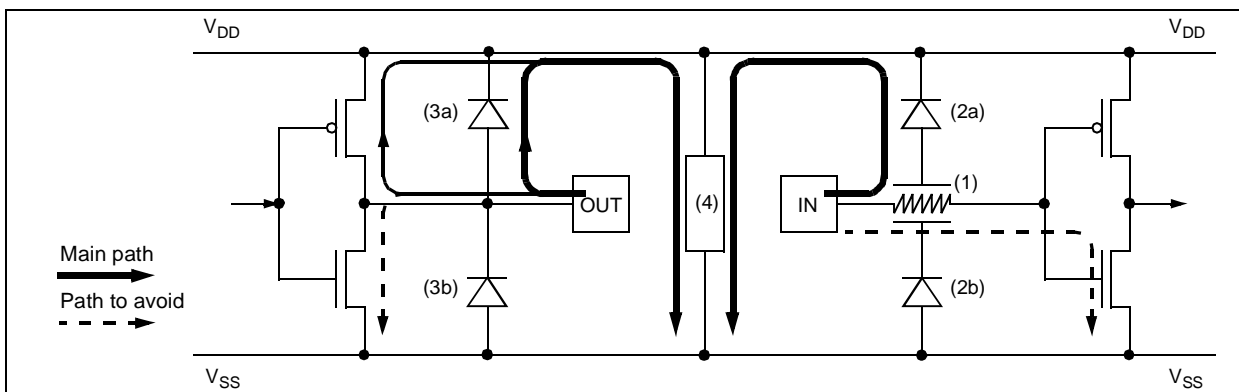 V_DD
V_DD
(3a)
(2a)
(1)
OUT
(4)
IN
Main path
(3b)
(2b)
Path to avoid
V_SS
V_SS